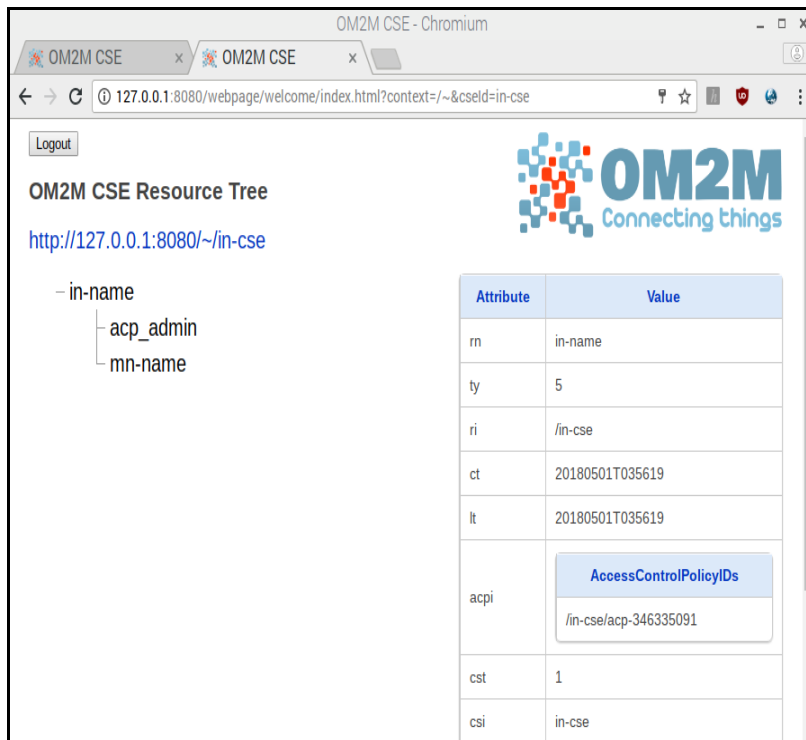 OM2M CSE - Chromium
OM2M CSE
OM2M CSE
127.0.0.1:8080/webpage/welcome/index.html?context=/~&cseId=in-cse
Logout
OM2M
Connecting things
OM2M CSE Resource Tree
http://127.0.0.1:8080/~/in-cse
in-name
acp_admin
mn-name
Attribute Value
rn in-name
ty 5
ri /in-cse
ct 20180501T035619
lt 20180501T035619
acpi
AccessControlPolicyIDs
/in-cse/acp-346335091
cst 1
csi in-cse